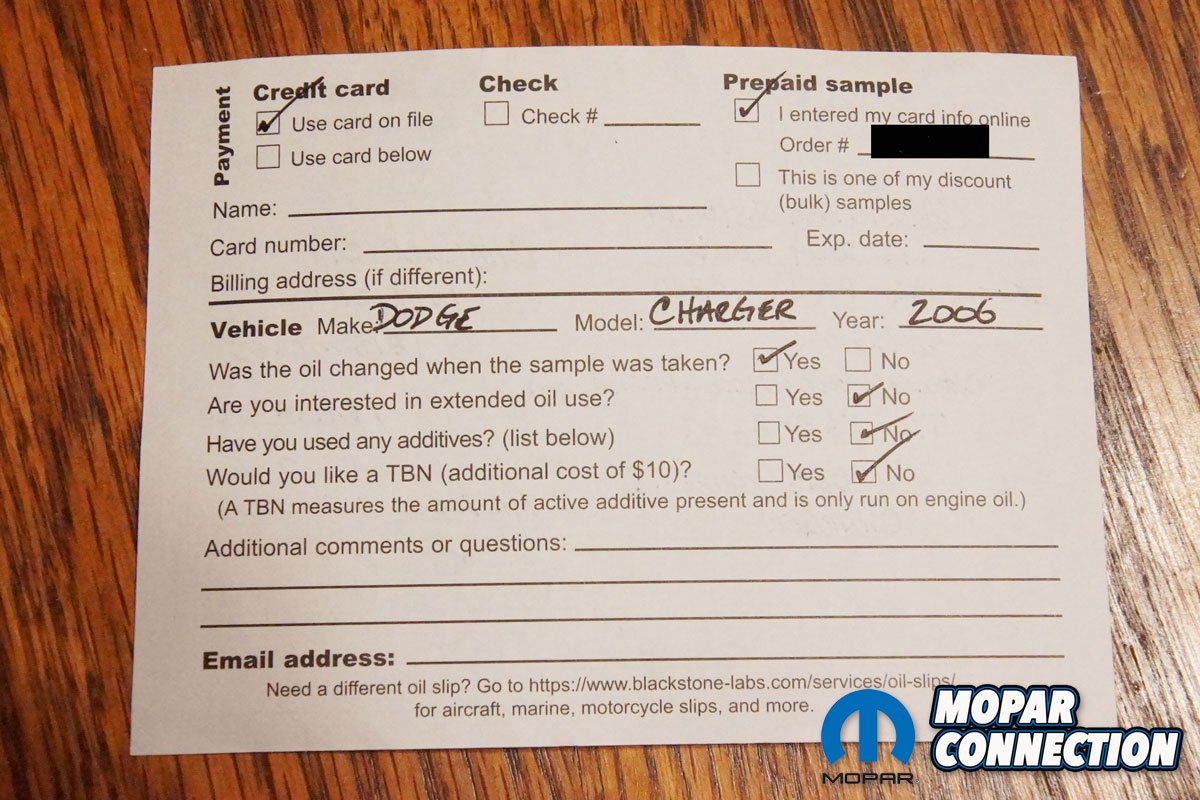 Payment
Credit card Check Prepaid sample
Use card on file Check # I entered my card info online
Use card below Order #
This is one of my discount
(bulk) samples
Name:
Card number: Exp. date:
Billing address (if different):
Vehicle Make: DODGE Model: CHARGER Year: 2006
Was the oil changed when the sample was taken? Yes No
Are you interested in extended oil use? Yes No
Have you used any additives? (list below) Yes No
Would you like a TBN (additional cost of $10)? Yes No
(A TBN measures the amount of active additive present and is only run on engine oil.)
Additional comments or questions:
Email address:
Need a different oil slip? Go to https://www.blackstone-labs.com/services/oil-slips/
for aircraft, marine, motorcycle slips, and more.
MOPAR
CONNECTION
MOPAR